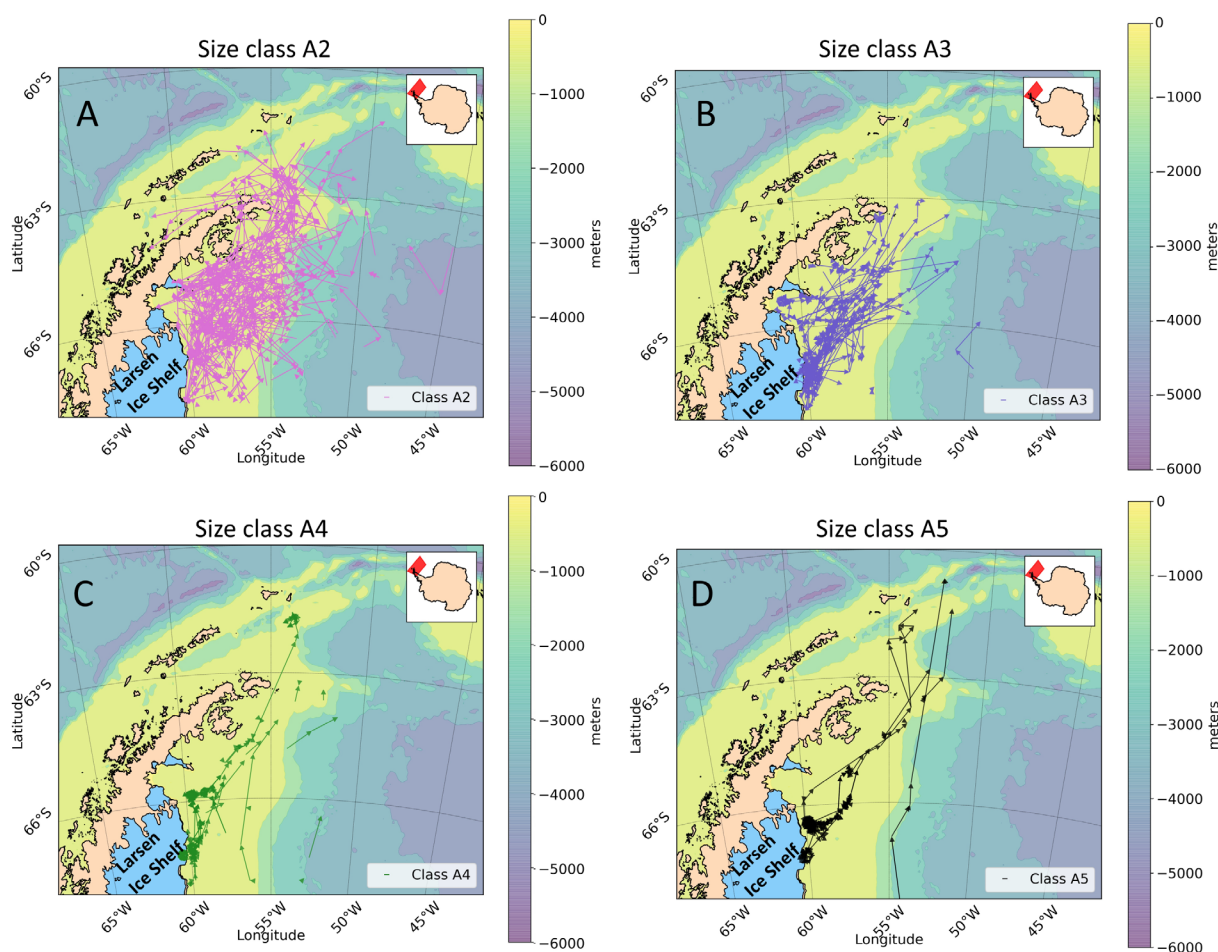 Size class A2
A
60°S
63°S
66°S
Latitude
Larsen
Ice Shelf
Class A2
65°W
60°W
55°W
50°W
45°W
Longitude
0
−1000
−2000
−3000
−4000
−5000
−6000
meters
Size class A3
B
60°S
63°S
66°S
Latitude
Larsen
Ice Shelf
Class A3
65°W
60°W
55°W
50°W
45°W
Longitude
0
−1000
−2000
−3000
−4000
−5000
−6000
meters
Size class A4
C
60°S
63°S
66°S
Latitude
Larsen
Ice Shelf
Class A4
65°W
60°W
55°W
50°W
45°W
Longitude
0
−1000
−2000
−3000
−4000
−5000
−6000
meters
Size class A5
D
60°S
63°S
66°S
Latitude
Larsen
Ice Shelf
Class A5
65°W
60°W
55°W
50°W
45°W
Longitude
0
−1000
−2000
−3000
−4000
−5000
−6000
meters